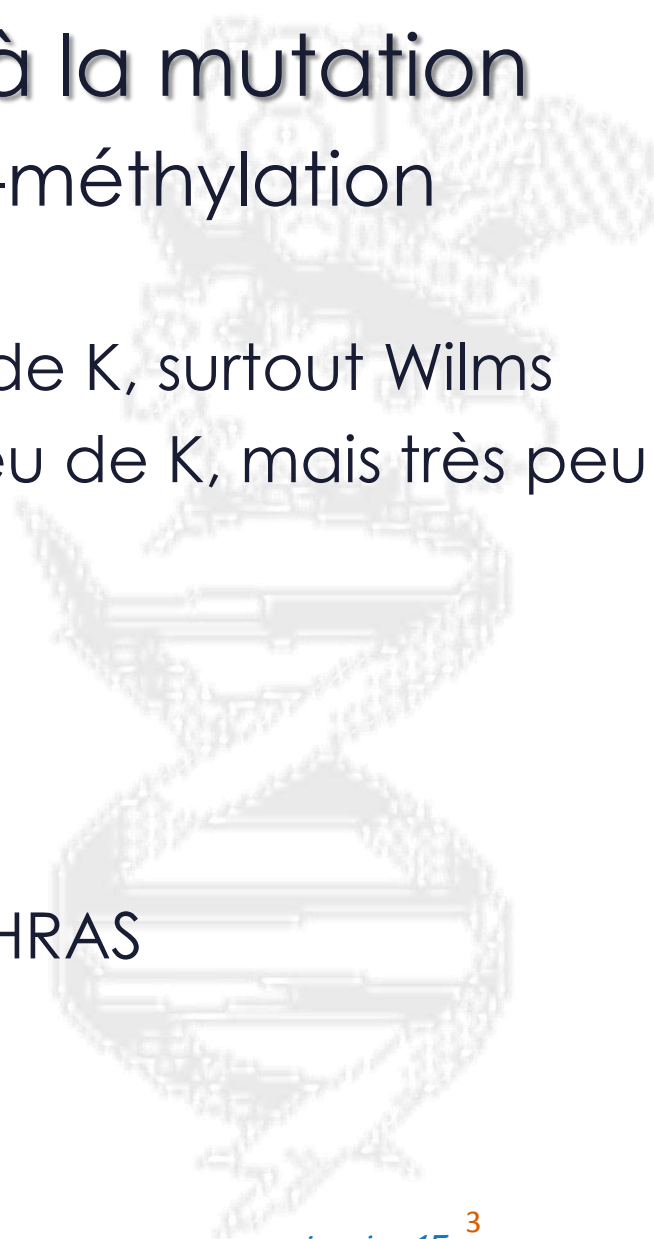 à la mutation
-méthylation
de K, surtout Wilms
eu de K, mais très peu
HRAS
3